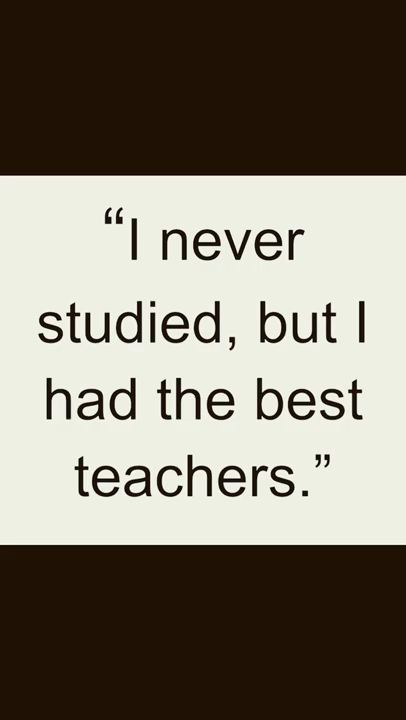 “I never
studied, but I
had the best
teachers.”